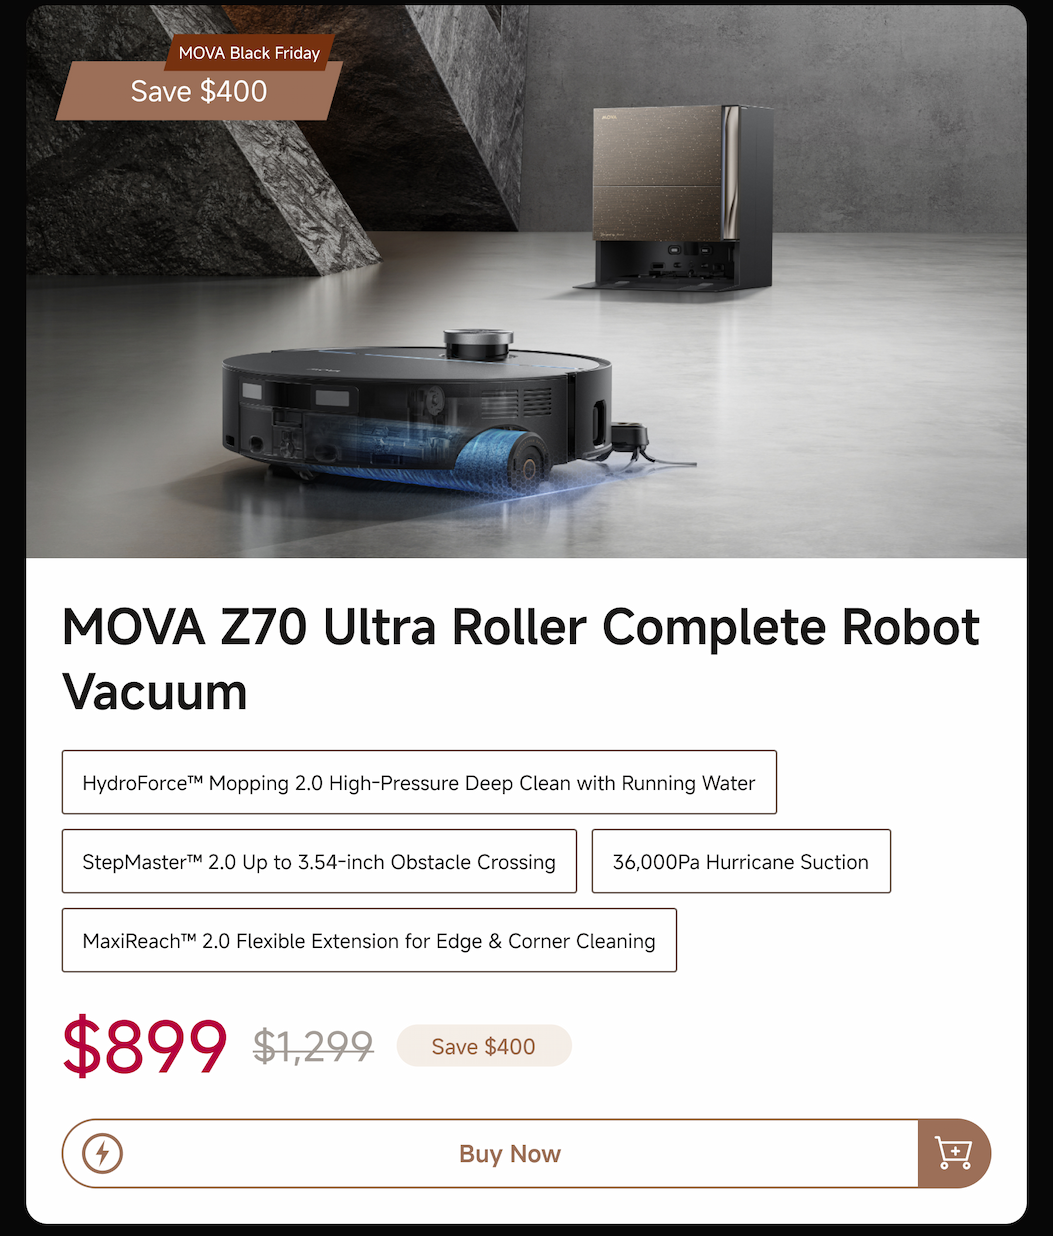 MOVA Black Friday
Save $400
MOVA
MOVA Z70 Ultra Roller Complete Robot
Vacuum
HydroForce™ Mopping 2.0 High-Pressure Deep Clean with Running Water
StepMaster™ 2.0 Up to 3.54-inch Obstacle Crossing
36,000Pa Hurricane Suction
MaxiReach™ 2.0 Flexible Extension for Edge & Corner Cleaning
$899 $1,299 Save $400
Buy Now